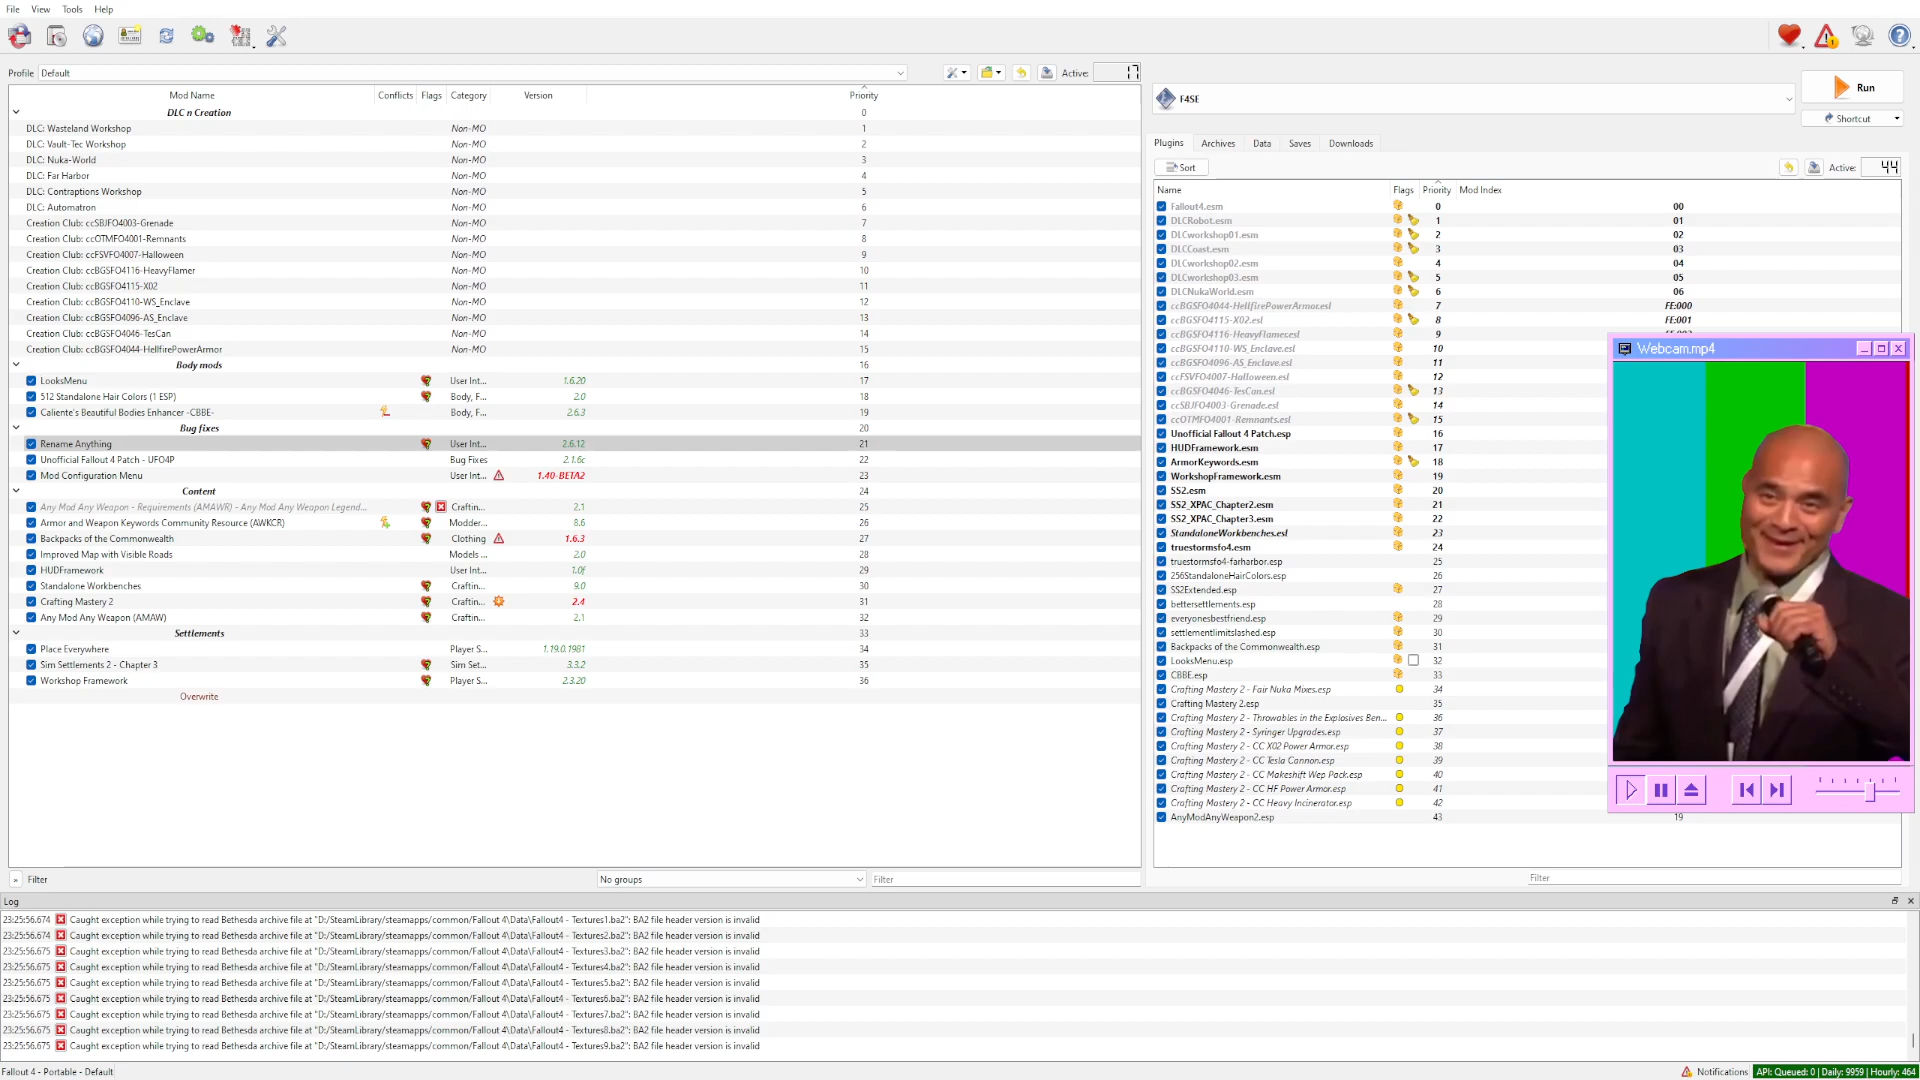 File View Tools Help
Profile Default
Active: 17
Mod Name Conflicts Flags Category Version Priority
DLC n Creation 0
DLC: Wasteland Workshop Non-MO 1
DLC: Vault-Tec Workshop Non-MO 2
DLC: Nuka-World Non-MO 3
DLC: Far Harbor Non-MO 4
DLC: Contraptions Workshop Non-MO 5
DLC: Automatron Non-MO 6
Creation Club: ccSBJFO4003-Grenade Non-MO 7
Creation Club: ccOTMFO4001-Remnants Non-MO 8
Creation Club: ccFSVFO4007-Halloween Non-MO 9
Creation Club: ccBGSFO4116-HeavyFlamer Non-MO 10
Creation Club: ccBGSFO4115-X02 Non-MO 11
Creation Club: ccBGSFO4110-WS_Enclave Non-MO 12
Creation Club: ccBGSFO4096-AS_Enclave Non-MO 13
Creation Club: ccBGSFO4046-TesCan Non-MO 14
Creation Club: ccBGSFO4044-HellfirePowerArmor Non-MO 15
Body mods 16
LooksMenu User Int... 1.6.20 17
512 Standalone Hair Colors (1 ESP) Body, F... 2.0 18
Caliente's Beautiful Bodies Enhancer -CBBE- Body, F... 2.6.3 19
Bug fixes 20
Rename Anything User Int... 2.6.12 21
Unofficial Fallout 4 Patch - UFO4P Bug Fixes 2.1.6c 22
Mod Configuration Menu User Int... 1.40-BETA2 23
Content 24
Any Mod Any Weapon - Requirements (AMAWR) - Any Mod Any Weapon Legend... Craftin... 2.1 25
Armor and Weapon Keywords Community Resource (AWKCR) Modder... 8.6 26
Backpacks of the Commonwealth Clothing 1.6.3 27
Improved Map with Visible Roads Models ... 2.0 28
HUDFramework User Int... 1.0f 29
Standalone Workbenches Craftin... 9.0 30
Crafting Mastery 2 Craftin... 2.4 31
Any Mod Any Weapon (AMAW) Craftin... 2.1 32
Settlements 33
Place Everywhere Player S... 1.19.0.1981 34
Sim Settlements 2 - Chapter 3 Sim Set... 3.3.2 35
Workshop Framework Player S... 2.3.20 36
Overwrite
» Filter No groups Filter
F4SE
Run
Shortcut
Plugins Archives Data Saves Downloads
Sort Active: 44
Name Flags Priority Mod Index
Fallout4.esm 0 00
DLCRobot.esm 1 01
DLCworkshop01.esm 2 02
DLCCoast.esm 3 03
DLCworkshop02.esm 4 04
DLCworkshop03.esm 5 05
DLCNukaWorld.esm 6 06
ccBGSFO4044-HellfirePowerArmor.esl 7 FE:000
ccBGSFO4115-X02.esl 8 FE:001
ccBGSFO4116-HeavyFlamer.esl 9
ccBGSFO4110-WS_Enclave.esl 10
ccBGSFO4096-AS_Enclave.esl 11
ccFSVFO4007-Halloween.esl 12
ccBGSFO4046-TesCan.esl 13
ccSBJFO4003-Grenade.esl 14
ccOTMFO4001-Remnants.esl 15
Unofficial Fallout 4 Patch.esp 16
HUDFramework.esm 17
ArmorKeywords.esm 18
WorkshopFramework.esm 19
SS2.esm 20
SS2_XPAC_Chapter2.esm 21
SS2_XPAC_Chapter3.esm 22
StandaloneWorkbenches.esl 23
truestormsfo4.esm 24
truestormsfo4-farharbor.esp 25
256StandaloneHairColors.esp 26
SS2Extended.esp 27
bettersettlements.esp 28
everyonesbestfriend.esp 29
settlementlimitslashed.esp 30
Backpacks of the Commonwealth.esp 31
LooksMenu.esp 32
CBBE.esp 33
Crafting Mastery 2 - Fair Nuka Mixes.esp 34
Crafting Mastery 2.esp 35
Crafting Mastery 2 - Throwables in the Explosives Ben... 36
Crafting Mastery 2 - Syringer Upgrades.esp 37
Crafting Mastery 2 - CC X02 Power Armor.esp 38
Crafting Mastery 2 - CC Tesla Cannon.esp 39
Crafting Mastery 2 - CC Makeshift Wep Pack.esp 40
Crafting Mastery 2 - CC HF Power Armor.esp 41
Crafting Mastery 2 - CC Heavy Incinerator.esp 42
AnyModAnyWeapon2.esp 43 19
Filter
Webcam.mp4
Log
23:25:56.674 Caught exception while trying to read Bethesda archive file at "D:/SteamLibrary/steamapps/common/Fallout 4\Data\Fallout4 - Textures1.ba2": BA2 file header version is invalid
23:25:56.674 Caught exception while trying to read Bethesda archive file at "D:/SteamLibrary/steamapps/common/Fallout 4\Data\Fallout4 - Textures2.ba2": BA2 file header version is invalid
23:25:56.675 Caught exception while trying to read Bethesda archive file at "D:/SteamLibrary/steamapps/common/Fallout 4\Data\Fallout4 - Textures3.ba2": BA2 file header version is invalid
23:25:56.675 Caught exception while trying to read Bethesda archive file at "D:/SteamLibrary/steamapps/common/Fallout 4\Data\Fallout4 - Textures4.ba2": BA2 file header version is invalid
23:25:56.675 Caught exception while trying to read Bethesda archive file at "D:/SteamLibrary/steamapps/common/Fallout 4\Data\Fallout4 - Textures5.ba2": BA2 file header version is invalid
23:25:56.675 Caught exception while trying to read Bethesda archive file at "D:/SteamLibrary/steamapps/common/Fallout 4\Data\Fallout4 - Textures6.ba2": BA2 file header version is invalid
23:25:56.675 Caught exception while trying to read Bethesda archive file at "D:/SteamLibrary/steamapps/common/Fallout 4\Data\Fallout4 - Textures7.ba2": BA2 file header version is invalid
23:25:56.675 Caught exception while trying to read Bethesda archive file at "D:/SteamLibrary/steamapps/common/Fallout 4\Data\Fallout4 - Textures8.ba2": BA2 file header version is invalid
23:25:56.675 Caught exception while trying to read Bethesda archive file at "D:/SteamLibrary/steamapps/common/Fallout 4\Data\Fallout4 - Textures9.ba2": BA2 file header version is invalid
Fallout 4 - Portable - Default
Notifications API: Queued: 0 | Daily: 9959 | Hourly: 464